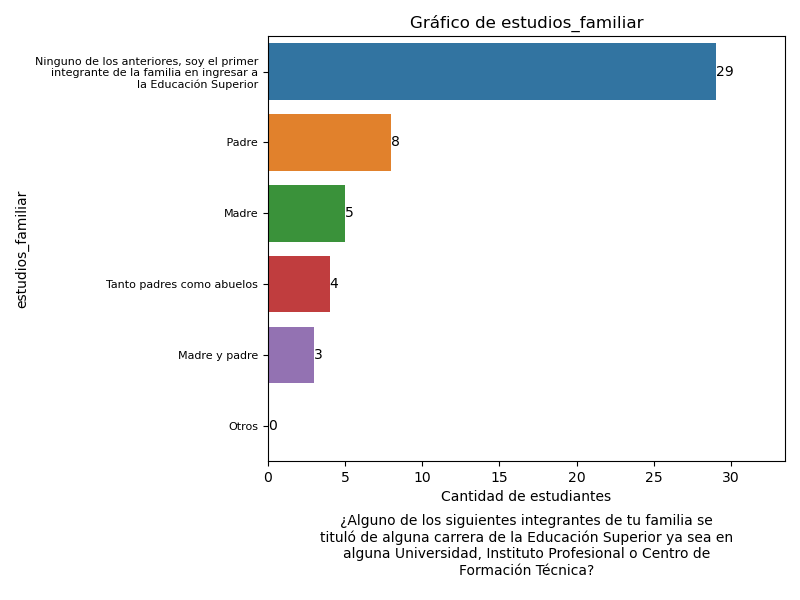 Gráfico de estudios_familiar
Ninguno de los anteriores, soy el primer
integrante de la familia en ingresar a
la Educación Superior
29
Padre
8
Madre
5
Tanto padres como abuelos
4
Madre y padre
3
Otros
0
estudios_familiar
0 5 10 15 20 25 30
Cantidad de estudiantes
¿Alguno de los siguientes integrantes de tu familia se
tituló de alguna carrera de la Educación Superior ya sea en
alguna Universidad, Instituto Profesional o Centro de
Formación Técnica?